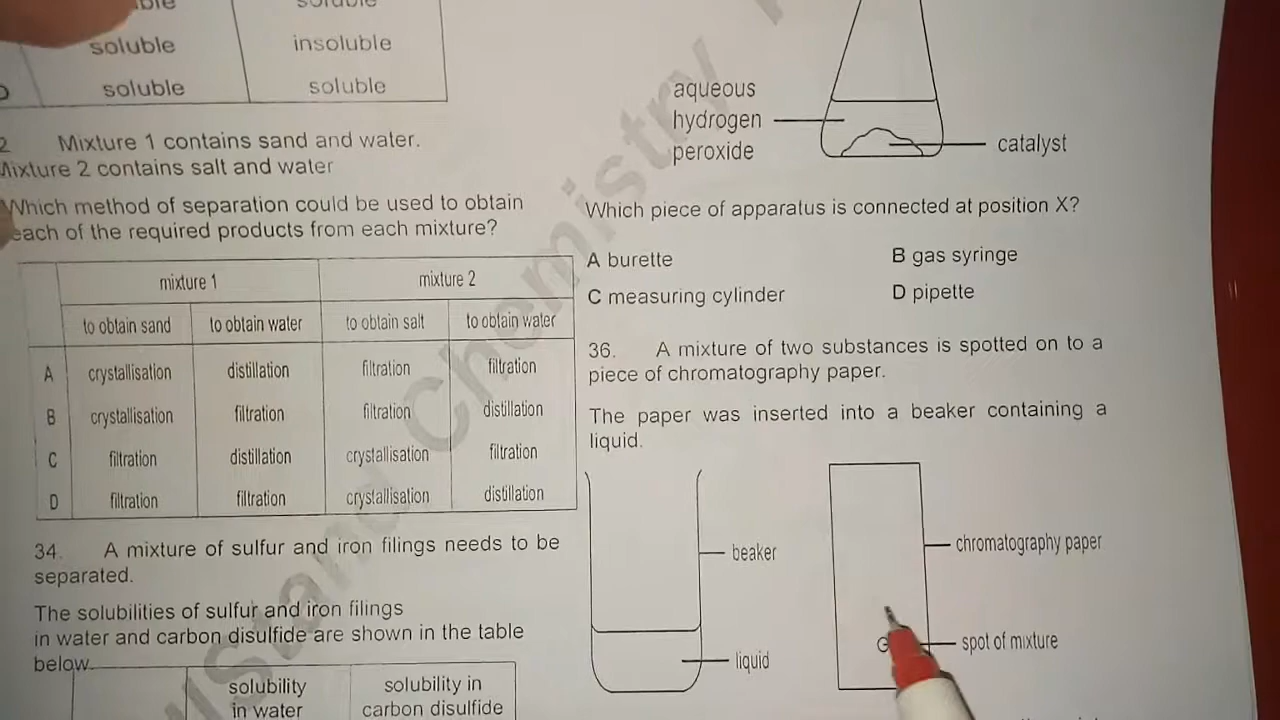 soluble
soluble insoluble
soluble soluble
2 Mixture 1 contains sand and water.
Mixture 2 contains salt and water
Which method of separation could be used to obtain
each of the required products from each mixture?
mixture 1 mixture 2
to obtain sand to obtain water to obtain salt to obtain water
A crystallisation distillation filtration filtration
B crystallisation filtration filtration distillation
C filtration distillation crystallisation filtration
D filtration filtration crystallisation distillation
34. A mixture of sulfur and iron filings needs to be
separated.
The solubilities of sulfur and iron filings
in water and carbon disulfide are shown in the table
below.
solubility
in water
solubility in
carbon disulfide
aqueous
hydrogen
peroxide
catalyst
Which piece of apparatus is connected at position X?
A burette B gas syringe
C measuring cylinder D pipette
36. A mixture of two substances is spotted on to a
piece of chromatography paper.
The paper was inserted into a beaker containing a
liquid.
beaker
liquid
chromatography paper
spot of mixture
Chemistry